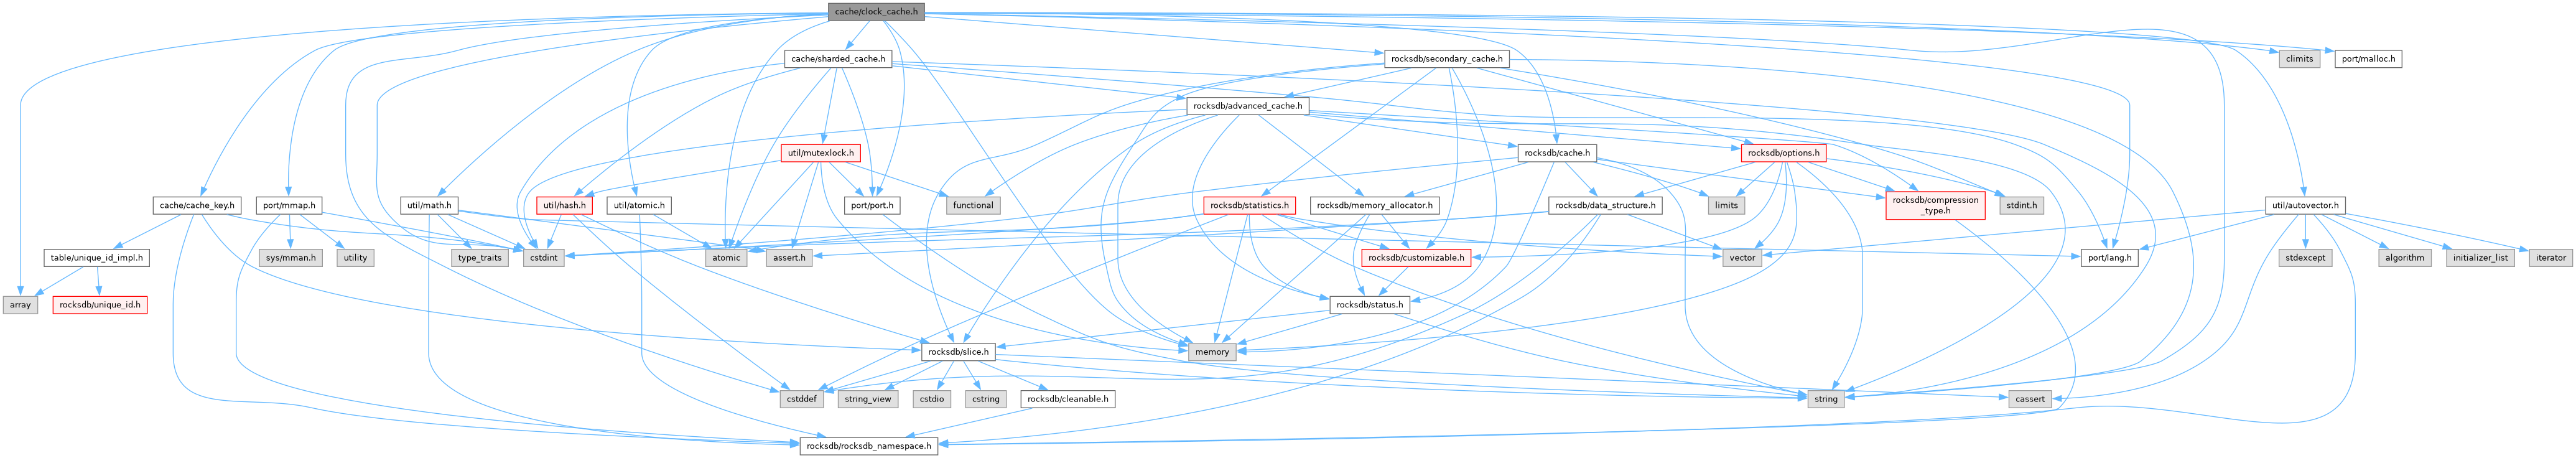 cache/clock_cache.h
cache/sharded_cache.h
rocksdb/secondary_cache.h
climits
port/malloc.h
rocksdb/advanced_cache.h
util/mutexlock.h
rocksdb/cache.h
rocksdb/options.h
cache/cache_key.h
port/mmap.h
util/math.h
util/hash.h
util/atomic.h
port/port.h
functional
rocksdb/statistics.h
rocksdb/memory_allocator.h
rocksdb/data_structure.h
limits
rocksdb/compression
_type.h
stdint.h
util/autovector.h
table/unique_id_impl.h
sys/mman.h
utility
type_traits
cstdint
atomic
assert.h
rocksdb/customizable.h
vector
port/lang.h
stdexcept
algorithm
initializer_list
iterator
array
rocksdb/unique_id.h
rocksdb/status.h
rocksdb/slice.h
memory
cstddef
string_view
cstdio
cstring
rocksdb/cleanable.h
string
cassert
rocksdb/rocksdb_namespace.h